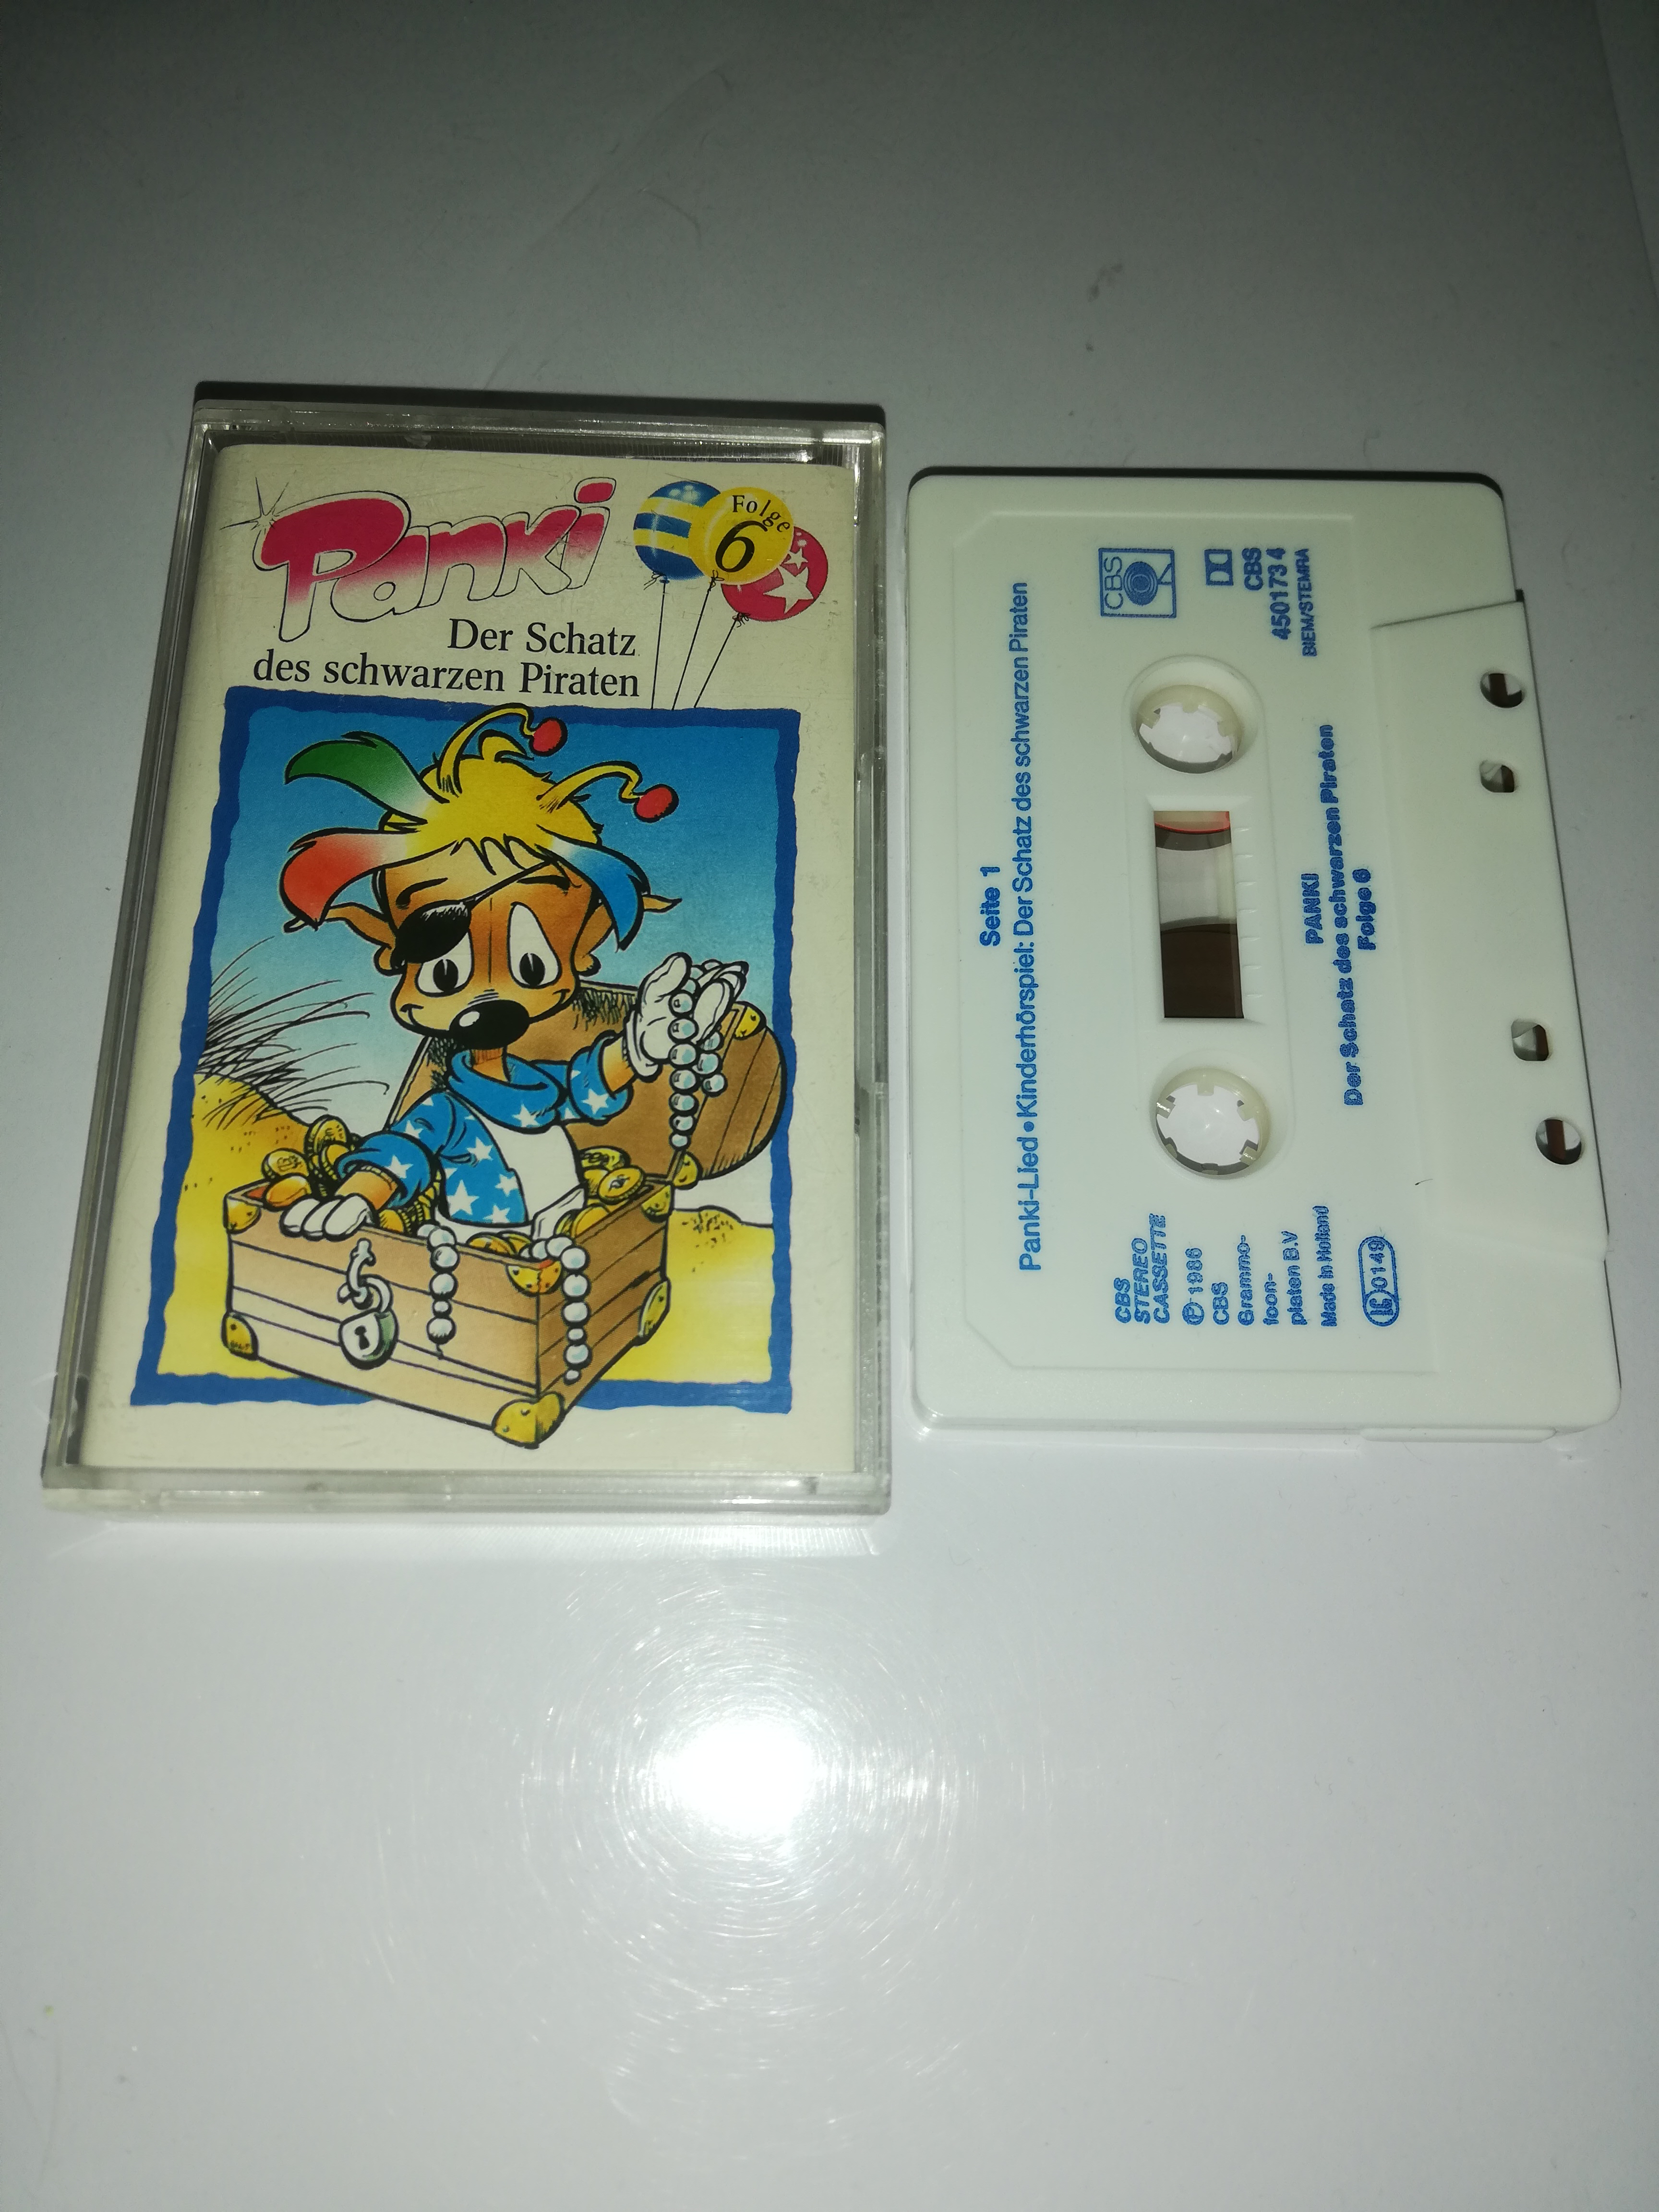 Panki
Folge
6
Der Schatz
des schwarzen Piraten
Seite 1
Panki-Lied • Kinderhörspiel: Der Schatz des schwarzen Piraten
CBS
STEREO
CASSETTE
℗ 1986
CBS
Grammo-
foon-
platen B.V
Made in Holland
LC 0149
CBS
CBS
450173 4
BIEM/STEMRA
PANKI
Der Schatz des schwarzen Piraten
Folge 6